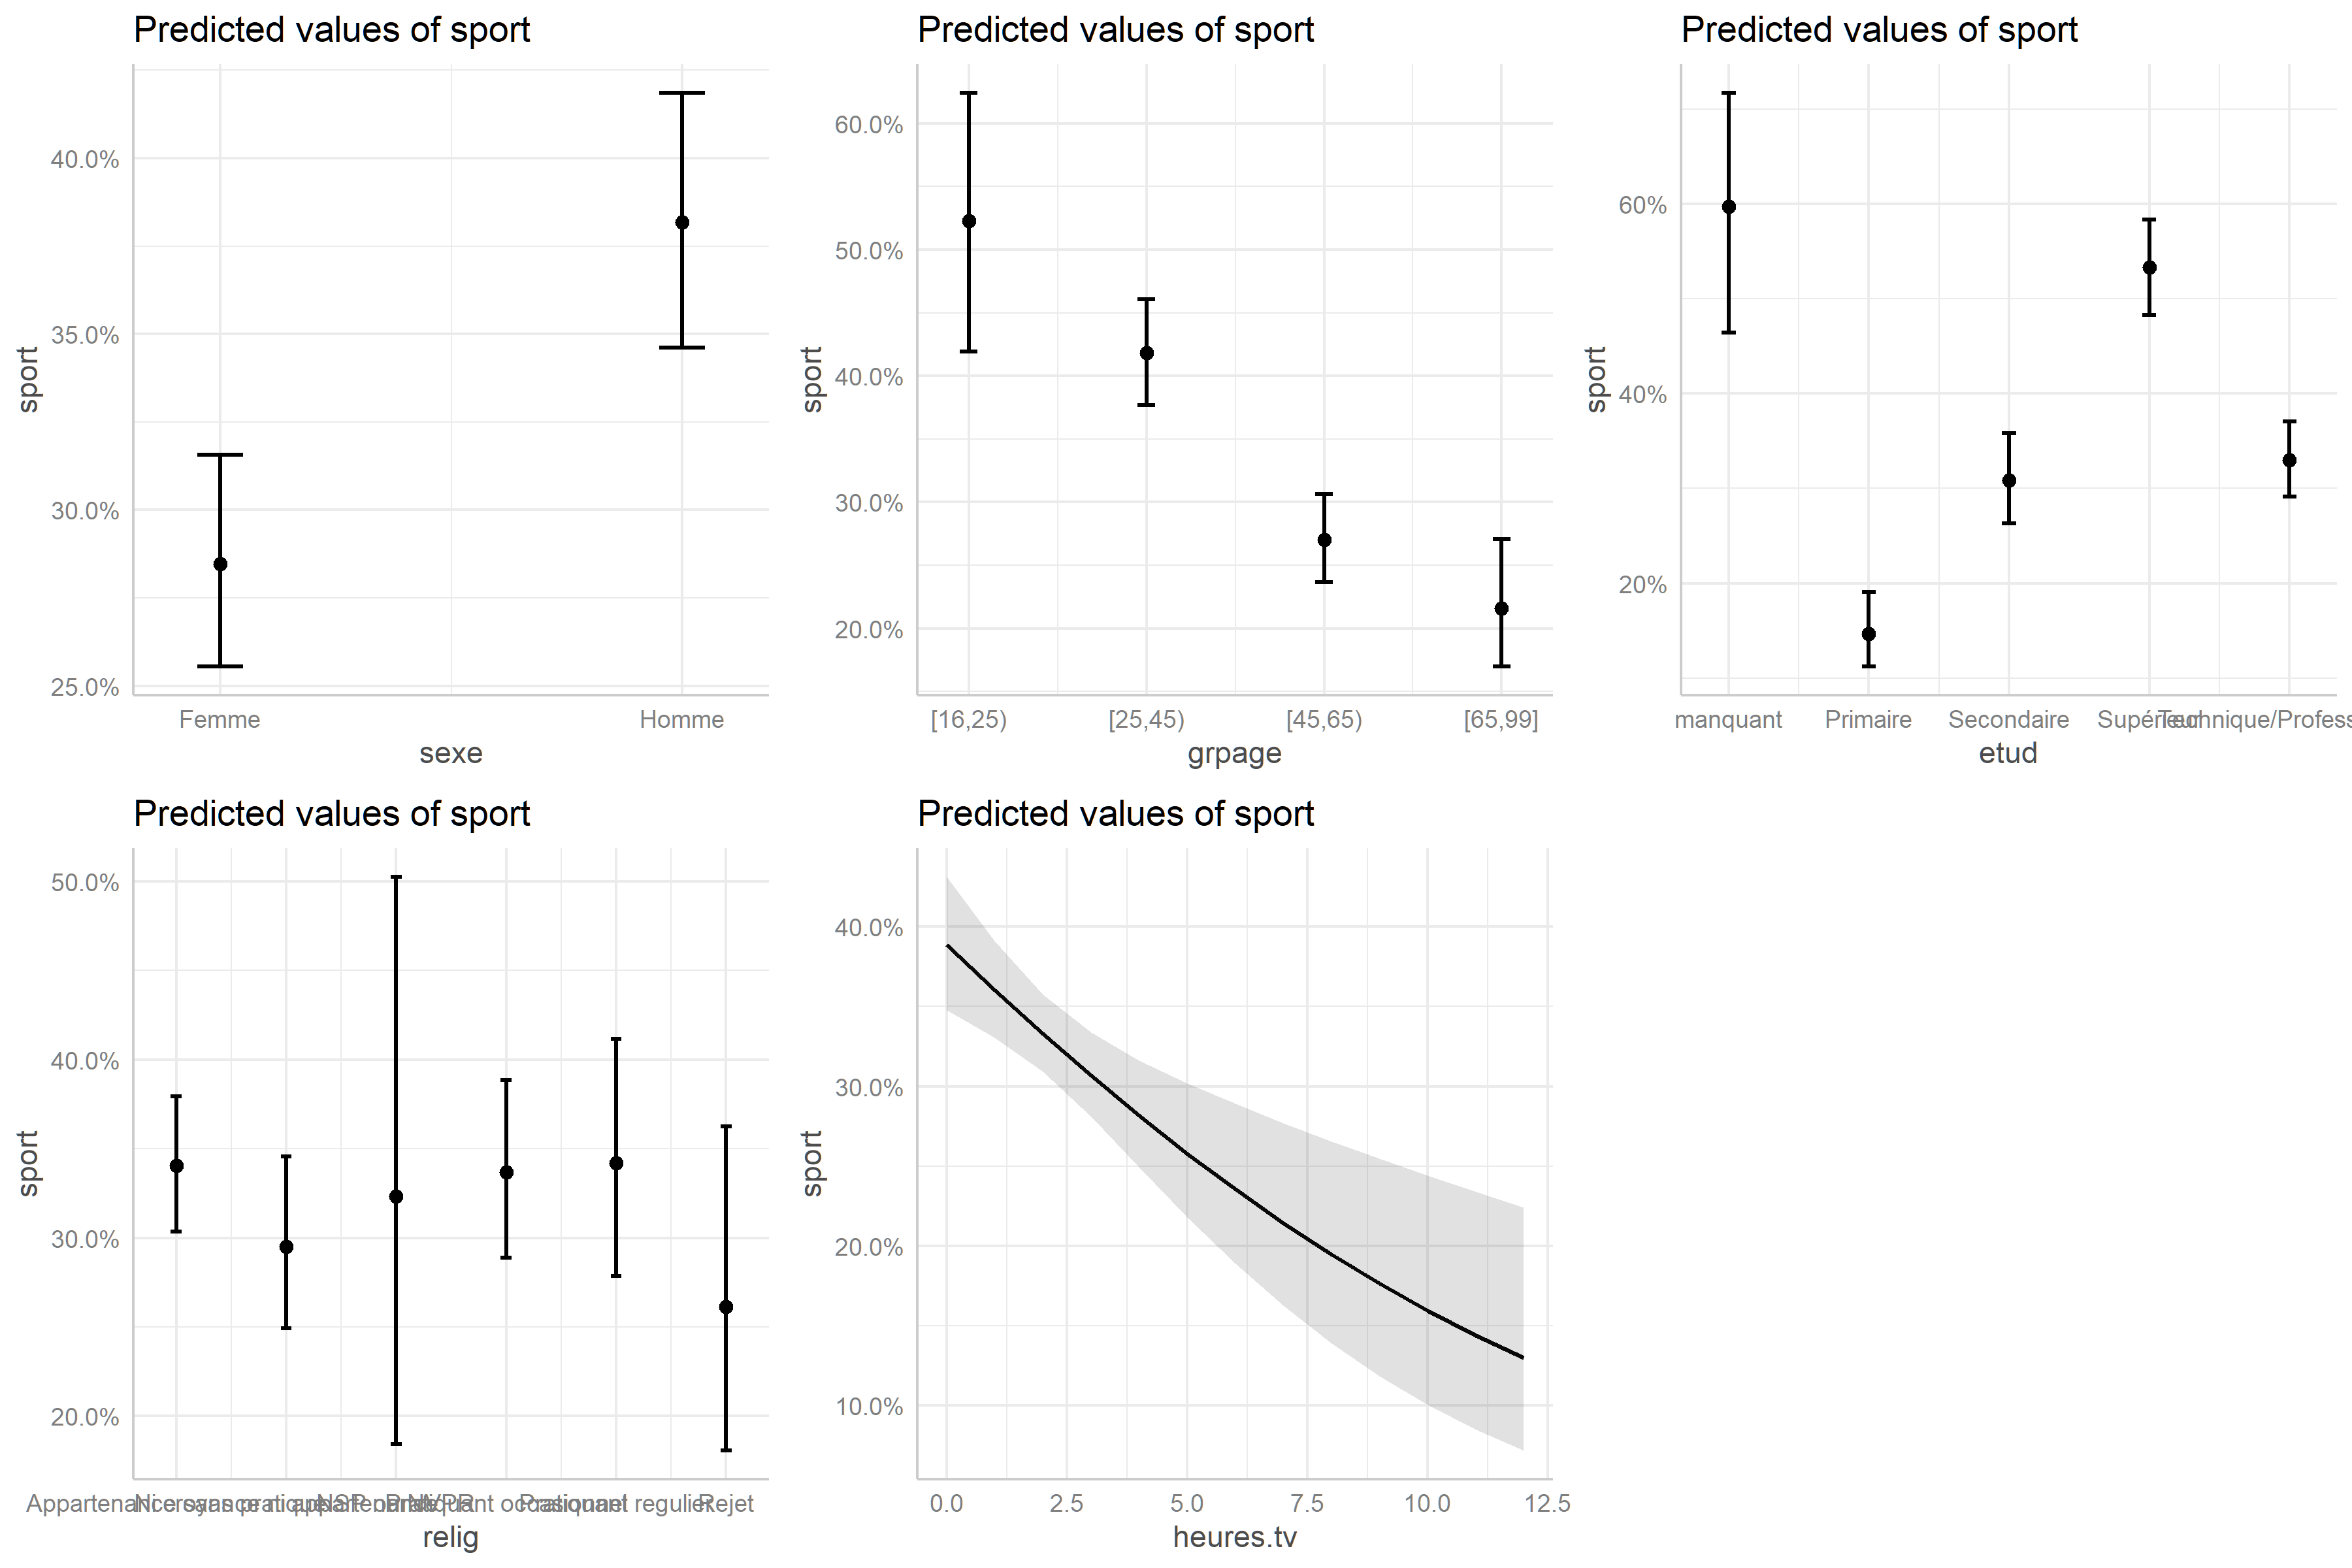 Predicted values of sport
sport
40.0%
35.0%
30.0%
25.0%
Femme Homme
sexe
Predicted values of sport
sport
60.0%
50.0%
40.0%
30.0%
20.0%
[16,25) [25,45) [45,65) [65,99]
grpage
Predicted values of sport
sport
60%
40%
20%
manquant Primaire Secondaire Supérieur Technique/Profess
etud
Predicted values of sport
sport
50.0%
40.0%
30.0%
20.0%
Rejet
relig
Predicted values of sport
sport
40.0%
30.0%
20.0%
10.0%
0.0 2.5 5.0 7.5 10.0 12.5
heures.tv